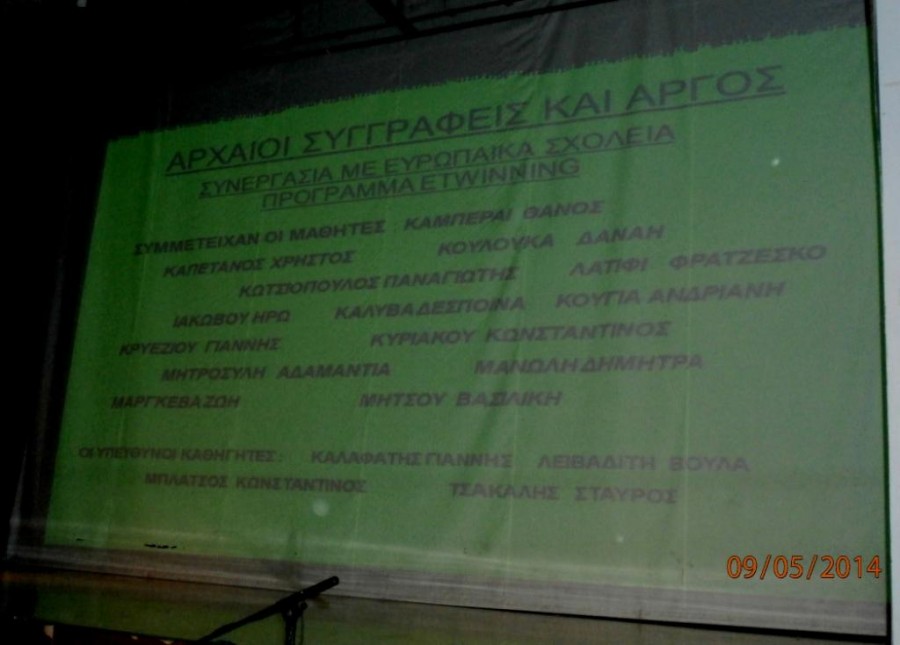 ΑΡΧΑΙΟΙ ΣΥΓΓΡΑΦΕΙΣ ΚΑΙ ΑΡΓΟΣ
ΣΥΝΕΡΓΑΣΙΑ ΜΕ ΕΥΡΩΠΑΙΚΑ ΣΧΟΛΕΙΑ
ΠΡΟΓΡΑΜΜΑ ETWINNING
ΣΥΜΜΕΤΕΙΧΑΝ ΟΙ ΜΑΘΗΤΕΣ : ΚΑΜΠΕΡΑΙ ΘΑΝΟΣ
ΚΑΠΕΤΑΝΟΣ ΧΡΗΣΤΟΣ ΚΟΥΛΟΥΚΑ ΔΑΝΑΗ
ΚΩΤΣΙΟΠΟΥΛΟΣ ΠΑΝΑΓΙΩΤΗΣ ΛΑΤΙΦΙ ΦΡΑΤΖΕΣΚΟ
ΙΑΚΩΒΟΥ ΗΡΩ ΚΑΛΥΒΑ ΔΕΣΠΟΙΝΑ ΚΟΥΓΙΑ ΑΝΔΡΙΑΝΗ
ΚΡΥΕΖΙΟΥ ΓΙΑΝΝΗΣ ΚΥΡΙΑΚΟΥ ΚΩΝΣΤΑΝΤΙΝΟΣ
ΜΗΤΡΟΣΥΛΗ ΑΔΑΜΑΝΤΙΑ ΜΑΝΩΛΗ ΔΗΜΗΤΡΑ
ΜΑΡΓΚΕΒΑ ΖΩΗ ΜΗΤΣΟΥ ΒΑΣΙΛΙΚΗ
ΟΙ ΥΠΕΥΘΥΝΟΙ ΚΑΘΗΓΗΤΕΣ : ΚΑΛΑΦΑΤΗΣ ΓΙΑΝΝΗΣ ΛΕΙΒΑΔΙΤΗ ΒΟΥΛΑ
ΜΠΛΑΤΣΟΣ ΚΩΝΣΤΑΝΤΙΝΟΣ ΤΣΑΚΑΛΗΣ ΣΤΑΥΡΟΣ
09/05/2014